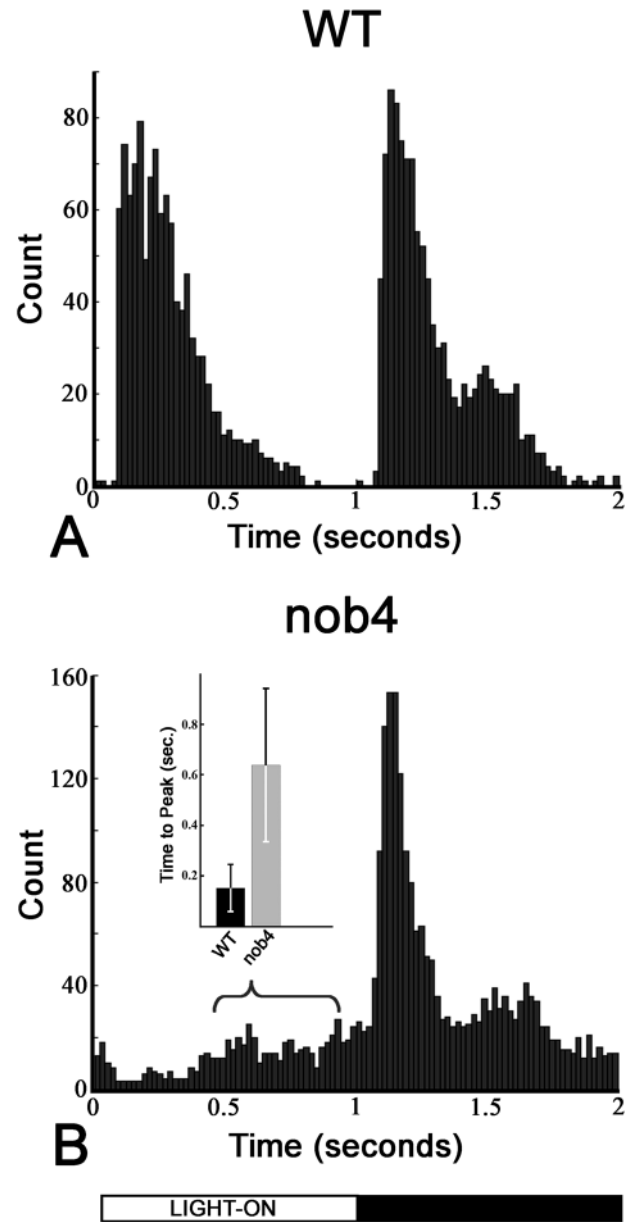 WT
80
60
40
20
0
Count
0 0.5 1 1.5 2
Time (seconds)
A
nob4
160
120
80
40
0
Count
0.8
0.6
0.4
0.2
Time to Peak (sec.)
WT nob4
0 0.5 1 1.5 2
Time (seconds)
B
LIGHT-ON